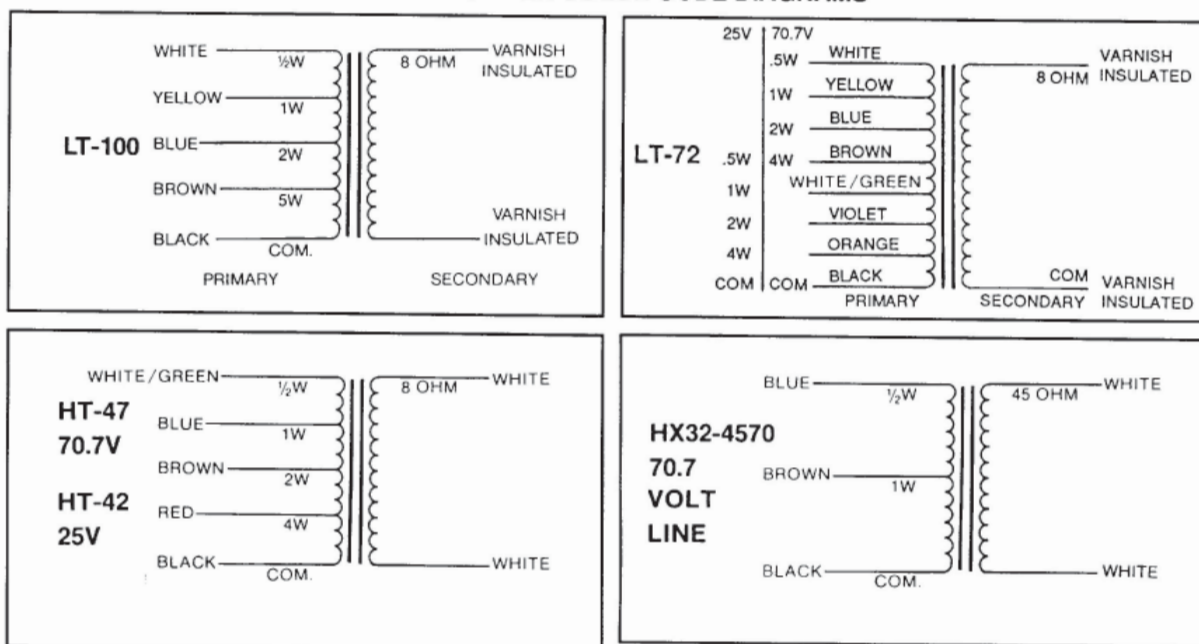 CODE DIAGRAMS
LT-100
WHITE ½W 8 OHM VARNISH
INSULATED
YELLOW 1W
BLUE 2W
BROWN 5W
VARNISH
BLACK COM. INSULATED
PRIMARY SECONDARY
LT-72
25V 70.7V
.5W WHITE 8 OHM VARNISH
INSULATED
1W YELLOW
2W BLUE
.5W 4W BROWN
1W WHITE/GREEN
2W VIOLET
4W ORANGE
COM COM BLACK COM VARNISH
PRIMARY SECONDARY INSULATED
HT-47
70.7V
HT-42
25V
WHITE/GREEN ½W 8 OHM WHITE
BLUE 1W
BROWN 2W
RED 4W
BLACK COM. WHITE
HX32-4570
70.7
VOLT
LINE
BLUE ½W 45 OHM WHITE
BROWN 1W
BLACK COM. WHITE